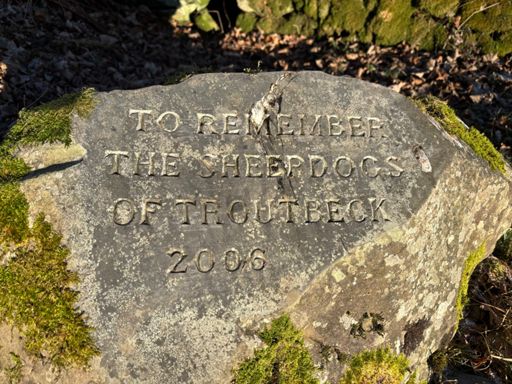 TO REMEMBER
THE SHEEPDOGS
OF TROUTBECK
2006